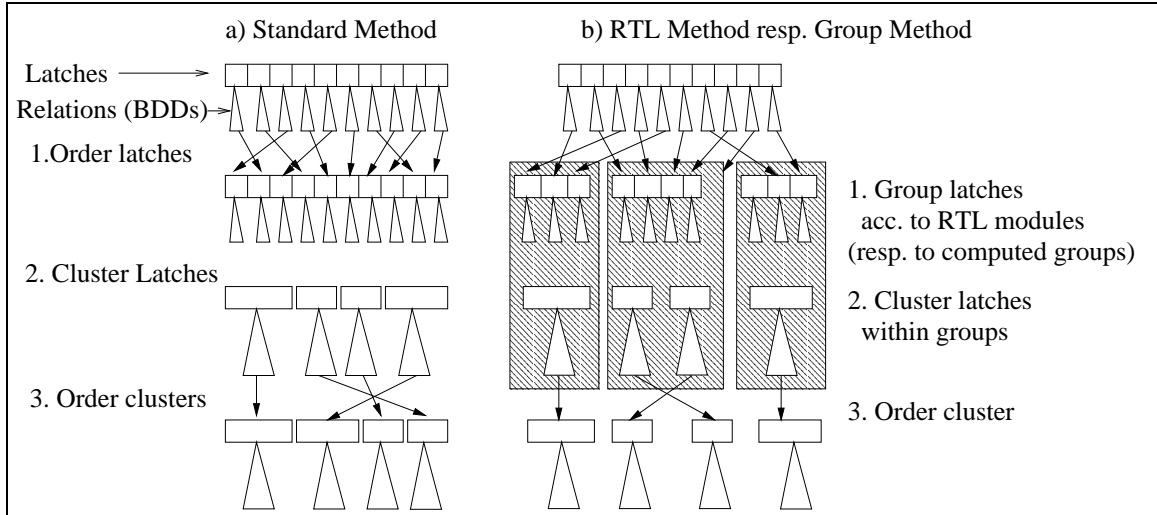 a) Standard Method
b) RTL Method resp. Group Method
Latches
Relations (BDDs)
1.Order latches
2. Cluster Latches
3. Order clusters
1. Group latches
acc. to RTL modules
(resp. to computed groups)
2. Cluster latches
within groups
3. Order cluster